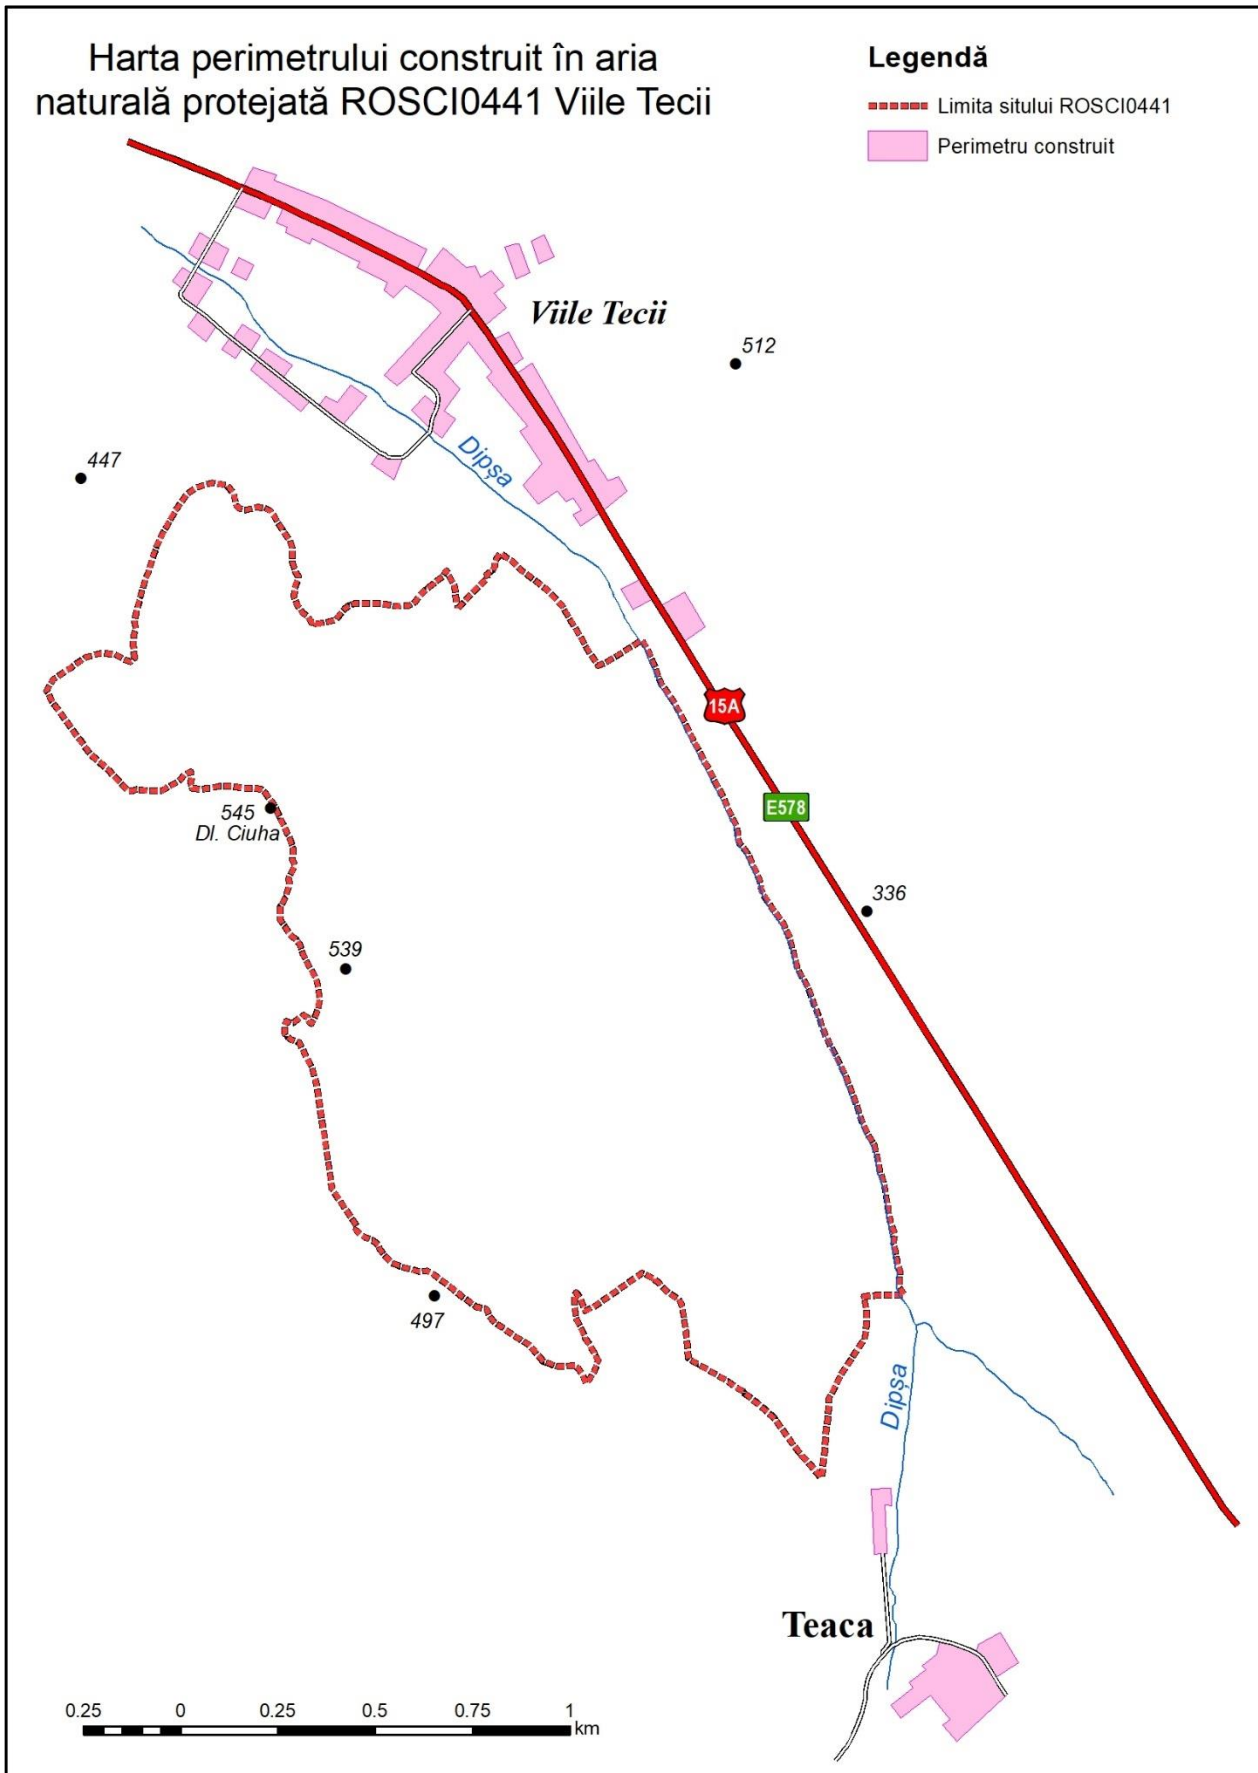 Harta perimetrului construit în aria
naturală protejată ROSCI0441 Viile Tecii
Legendă
Limita sitului ROSCI0441
Perimetru construit
Viile Tecii
512
447
Dipșa
15A
E578
545
Dl. Ciuha
336
539
497
Dipșa
Teaca
0.25 0 0.25 0.5 0.75 1
km